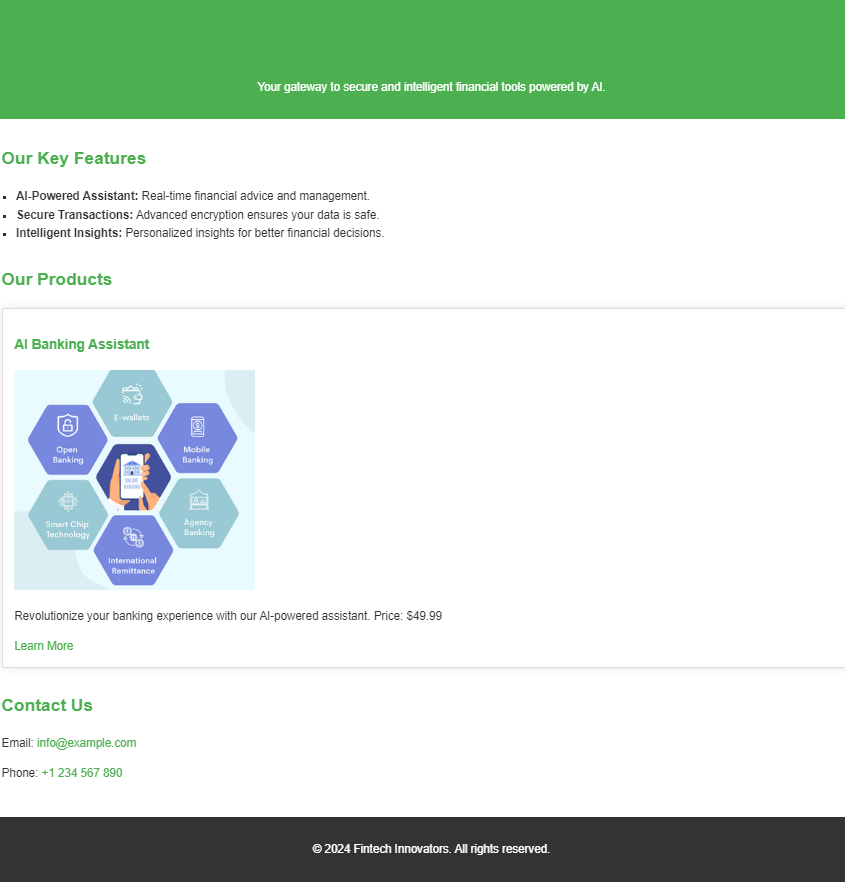 Your gateway to secure and intelligent financial tools powered by AI.
Our Key Features
AI-Powered Assistant: Real-time financial advice and management.
Secure Transactions: Advanced encryption ensures your data is safe.
Intelligent Insights: Personalized insights for better financial decisions.
Our Products
AI Banking Assistant
E-wallets
Open
Banking
Mobile
Banking
ONLINE
BANKING
Smart Chip
Technology
Agency
Banking
International
Remittance
Revolutionize your banking experience with our AI-powered assistant. Price: $49.99
Learn More
Contact Us
Email: info@example.com
Phone: +1 234 567 890
© 2024 Fintech Innovators. All rights reserved.